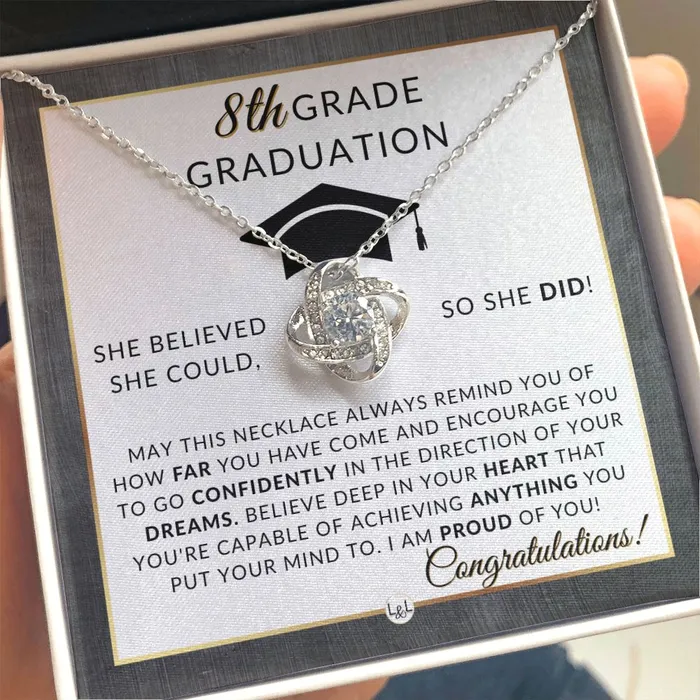 8th GRADE
GRADUATION
SHE BELIEVED
SHE COULD,
SO SHE DID!
MAY THIS NECKLACE ALWAYS REMIND YOU OF
HOW FAR YOU HAVE COME AND ENCOURAGE YOU
TO GO CONFIDENTLY IN THE DIRECTION OF YOUR
DREAMS. BELIEVE DEEP IN YOUR HEART THAT
YOU'RE CAPABLE OF ACHIEVING ANYTHING YOU
PUT YOUR MIND TO. I AM PROUD OF YOU!
Congratulations!
L&L